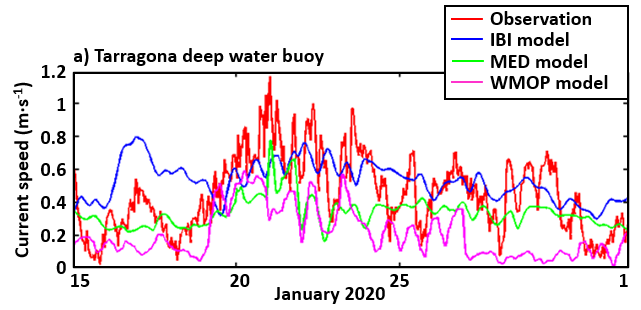 Observation
IBI model
MED model
WMOP model
a) Tarragona deep water buoy
Current speed (m·s⁻¹)
1.2
1
0.8
0.6
0.4
0.2
0
15
20
25
1
January 2020